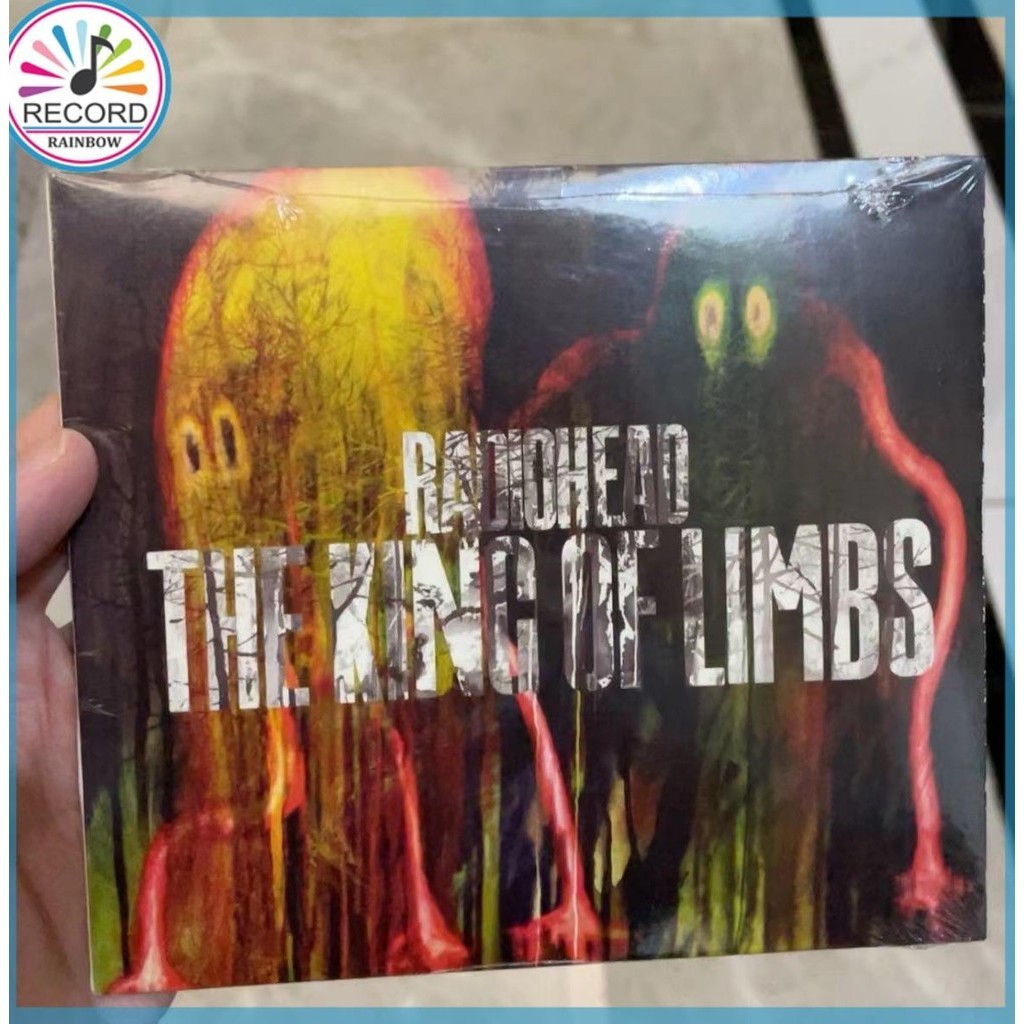 RECORD
RAINBOW
RADIOHEAD
THE KING OF LIMBS